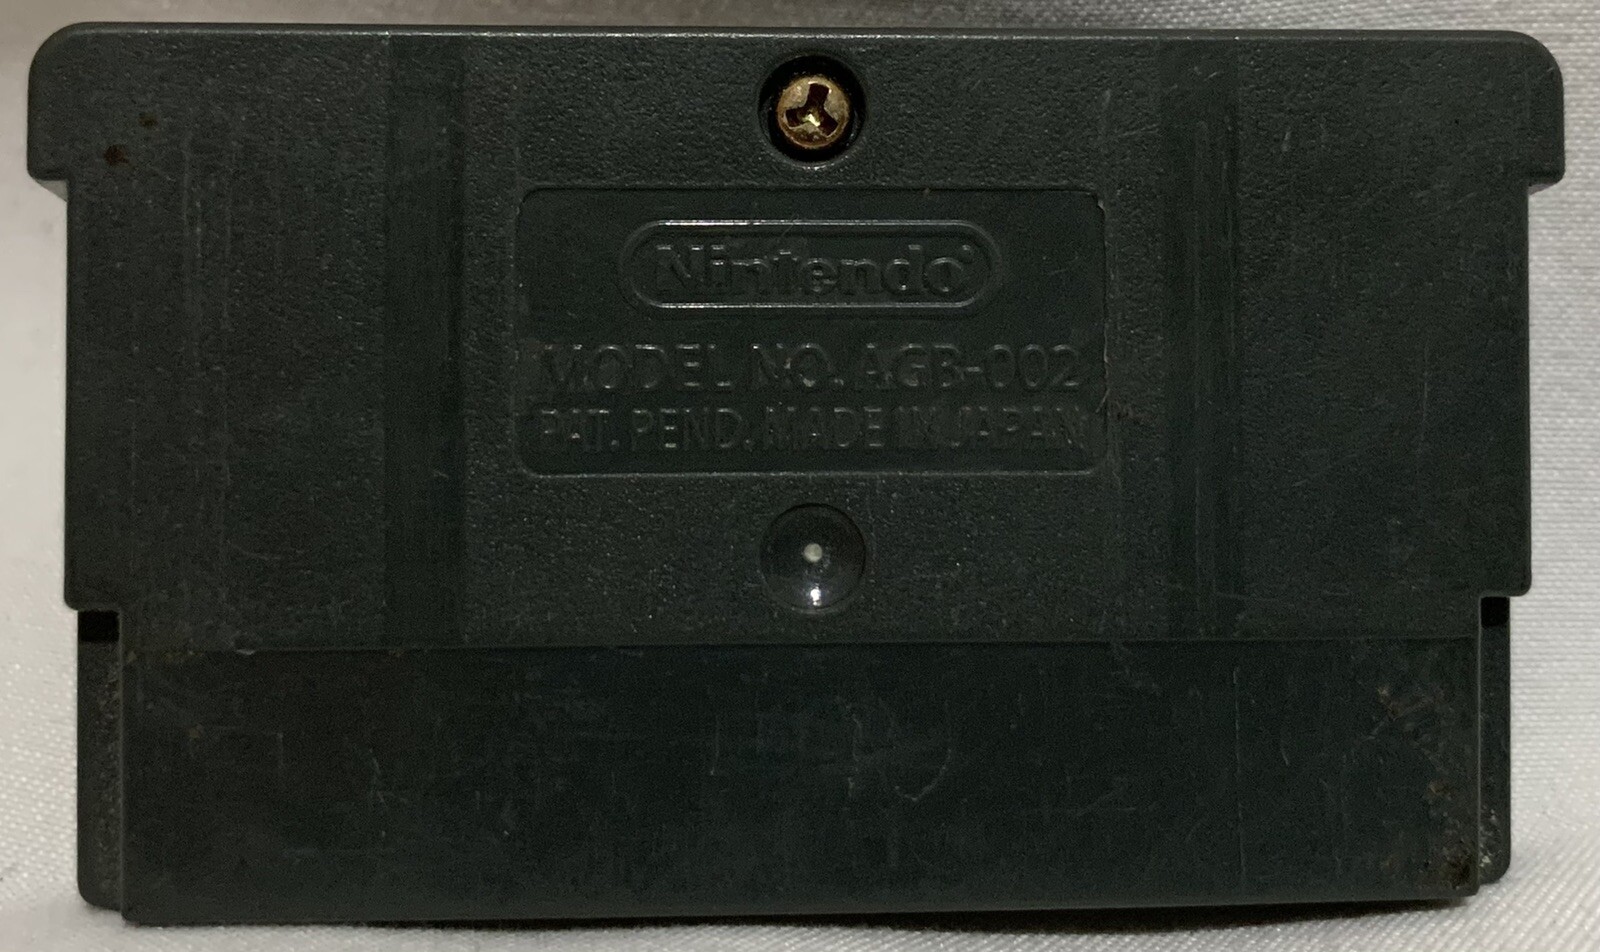 Nintendo®
MODEL NO. AGB-002
PAT. PEND. MADE IN JAPAN